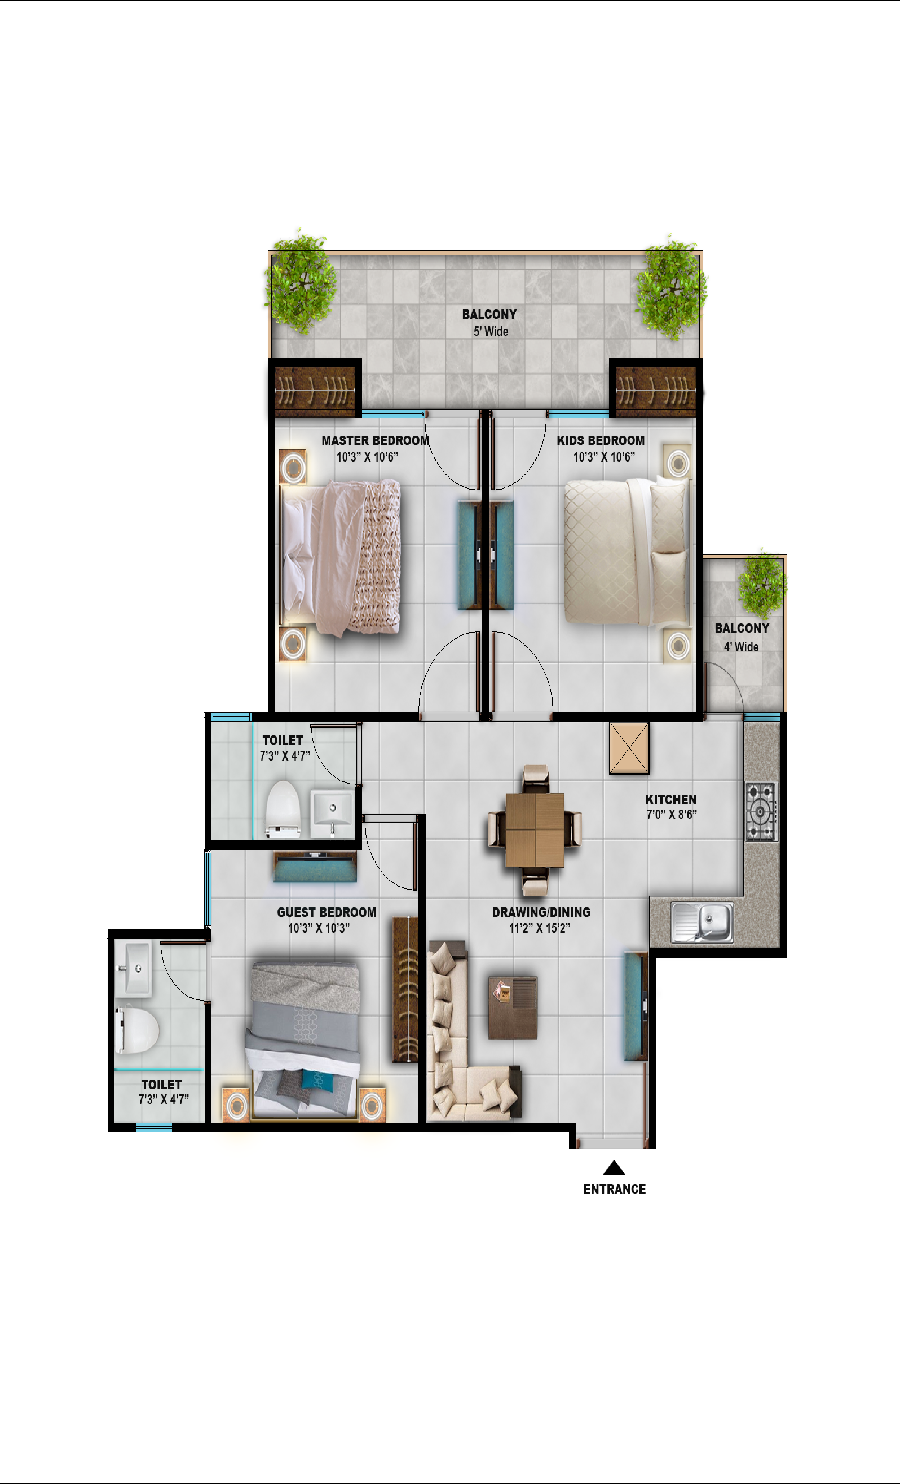 BALCONY
5' Wide
MASTER BEDROOM
10'3" X 10'6"
KIDS BEDROOM
10'3" X 10'6"
BALCONY
4' Wide
TOILET
7'3" X 4'7"
KITCHEN
7'0" X 8'6"
GUEST BEDROOM
10'3" X 10'3"
DRAWING/DINING
11'2" X 15'2"
TOILET
7'3" X 4'7"
ENTRANCE